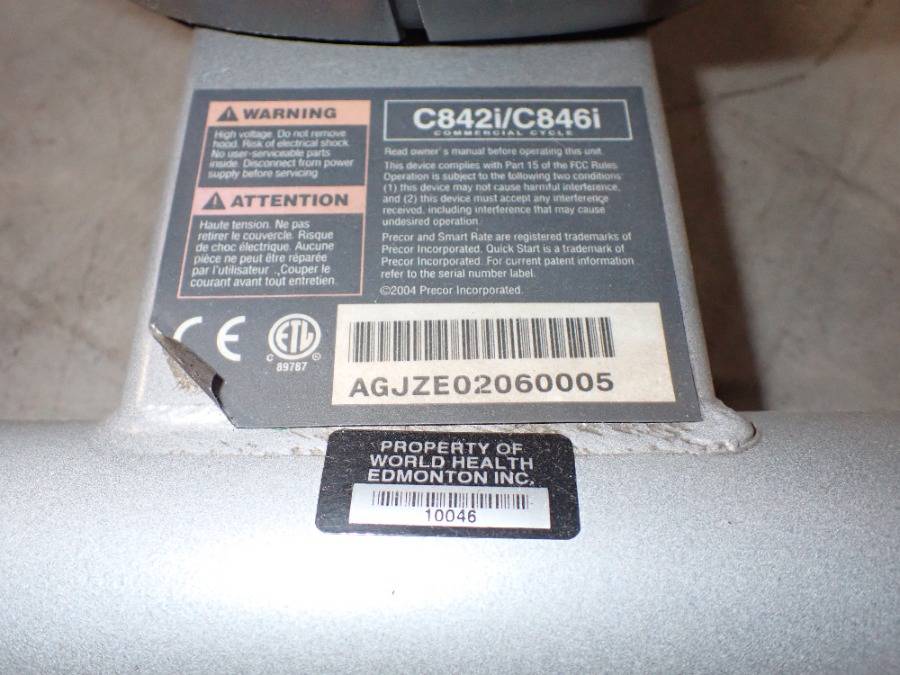 WARNING
High voltage. Do not remove
hood. Risk of electrical shock.
No user-serviceable parts
inside. Disconnect from power
supply before servicing
ATTENTION
Haute tension. Ne pas
retirer le couvercle. Risque
de choc électrique. Aucune
pièce ne peut être réparée
par l'utilisateur .,Couper le
courant avant tout entretien.
C842i/C846i
COMMERCIAL CYCLE
Read owner's manual before operating this unit.
This device complies with Part 15 of the FCC Rules.
Operation is subject to the following two conditions:
(1) this device may not cause harmful interference,
and (2) this device must accept any interference
received, including interference that may cause
undesired operation.
Precor and Smart Rate are registered trademarks of
Precor Incorporated. Quick Start is a trademark of
Precor Incorporated. For current patent information
refer to the serial number label.
©2004 Precor Incorporated.
CE
ETL
C
89787
AGJZE02060005
PROPERTY OF
WORLD HEALTH
EDMONTON INC.
10046